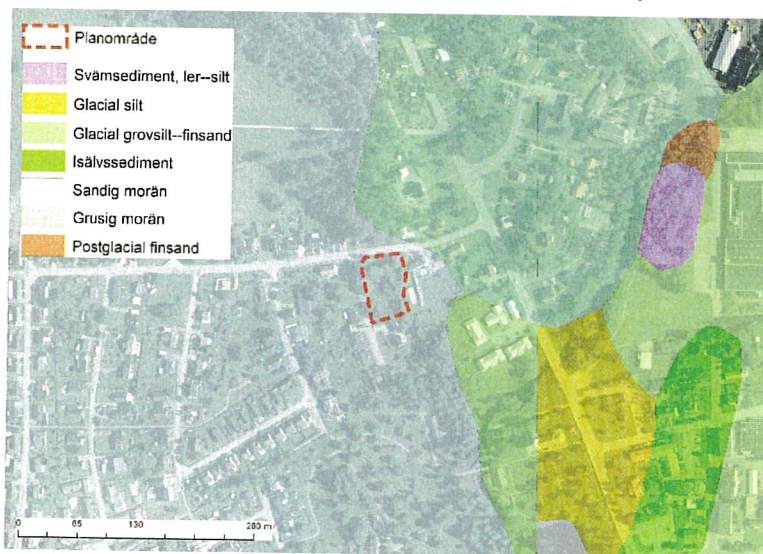 Planområde
Svämsediment, ler--silt
Glacial silt
Glacial grovsilt--finsand
Isälvssediment
Sandig morän
Grusig morän
Postglacial finsand
0 65 130 260 m